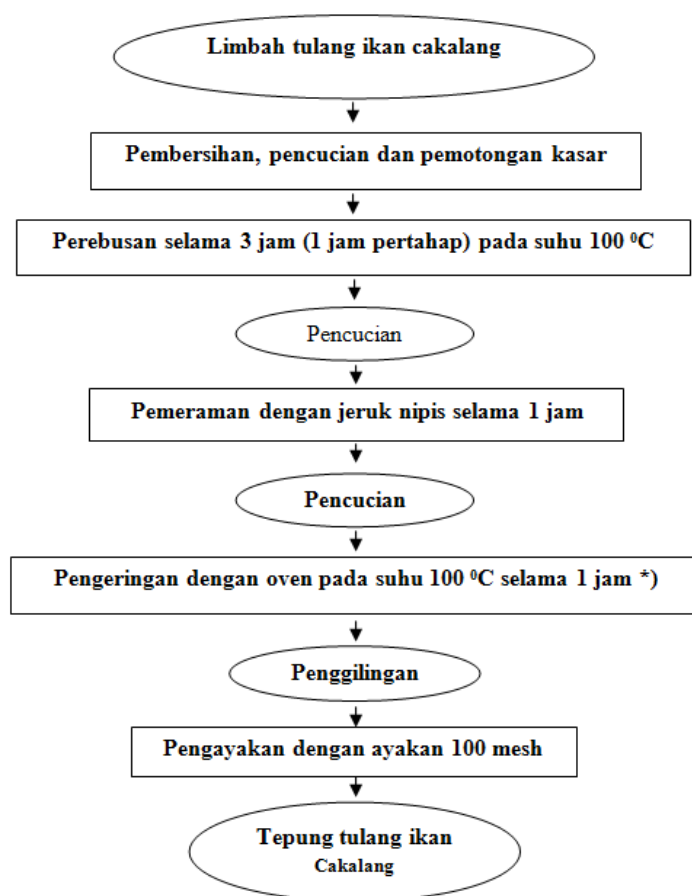 Limbah tulang ikan cakalang
Pembersihan, pencucian dan pemotongan kasar
Perebusan selama 3 jam (1 jam pertahap) pada suhu 100 ⁰C
Pencucian
Pemeraman dengan jeruk nipis selama 1 jam
Pencucian
Pengeringan dengan oven pada suhu 100 ⁰C selama 1 jam *)
Penggilingan
Pengayakan dengan ayakan 100 mesh
Tepung tulang ikan
Cakalang